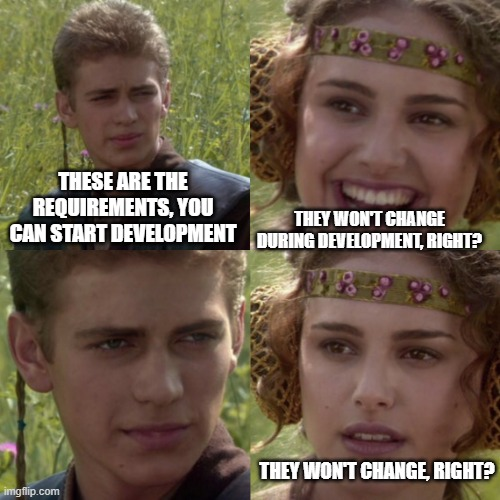 THESE ARE THE
REQUIREMENTS, YOU
CAN START DEVELOPMENT
THEY WON'T CHANGE
DURING DEVELOPMENT, RIGHT?
THEY WON'T CHANGE, RIGHT?
imgflip.com